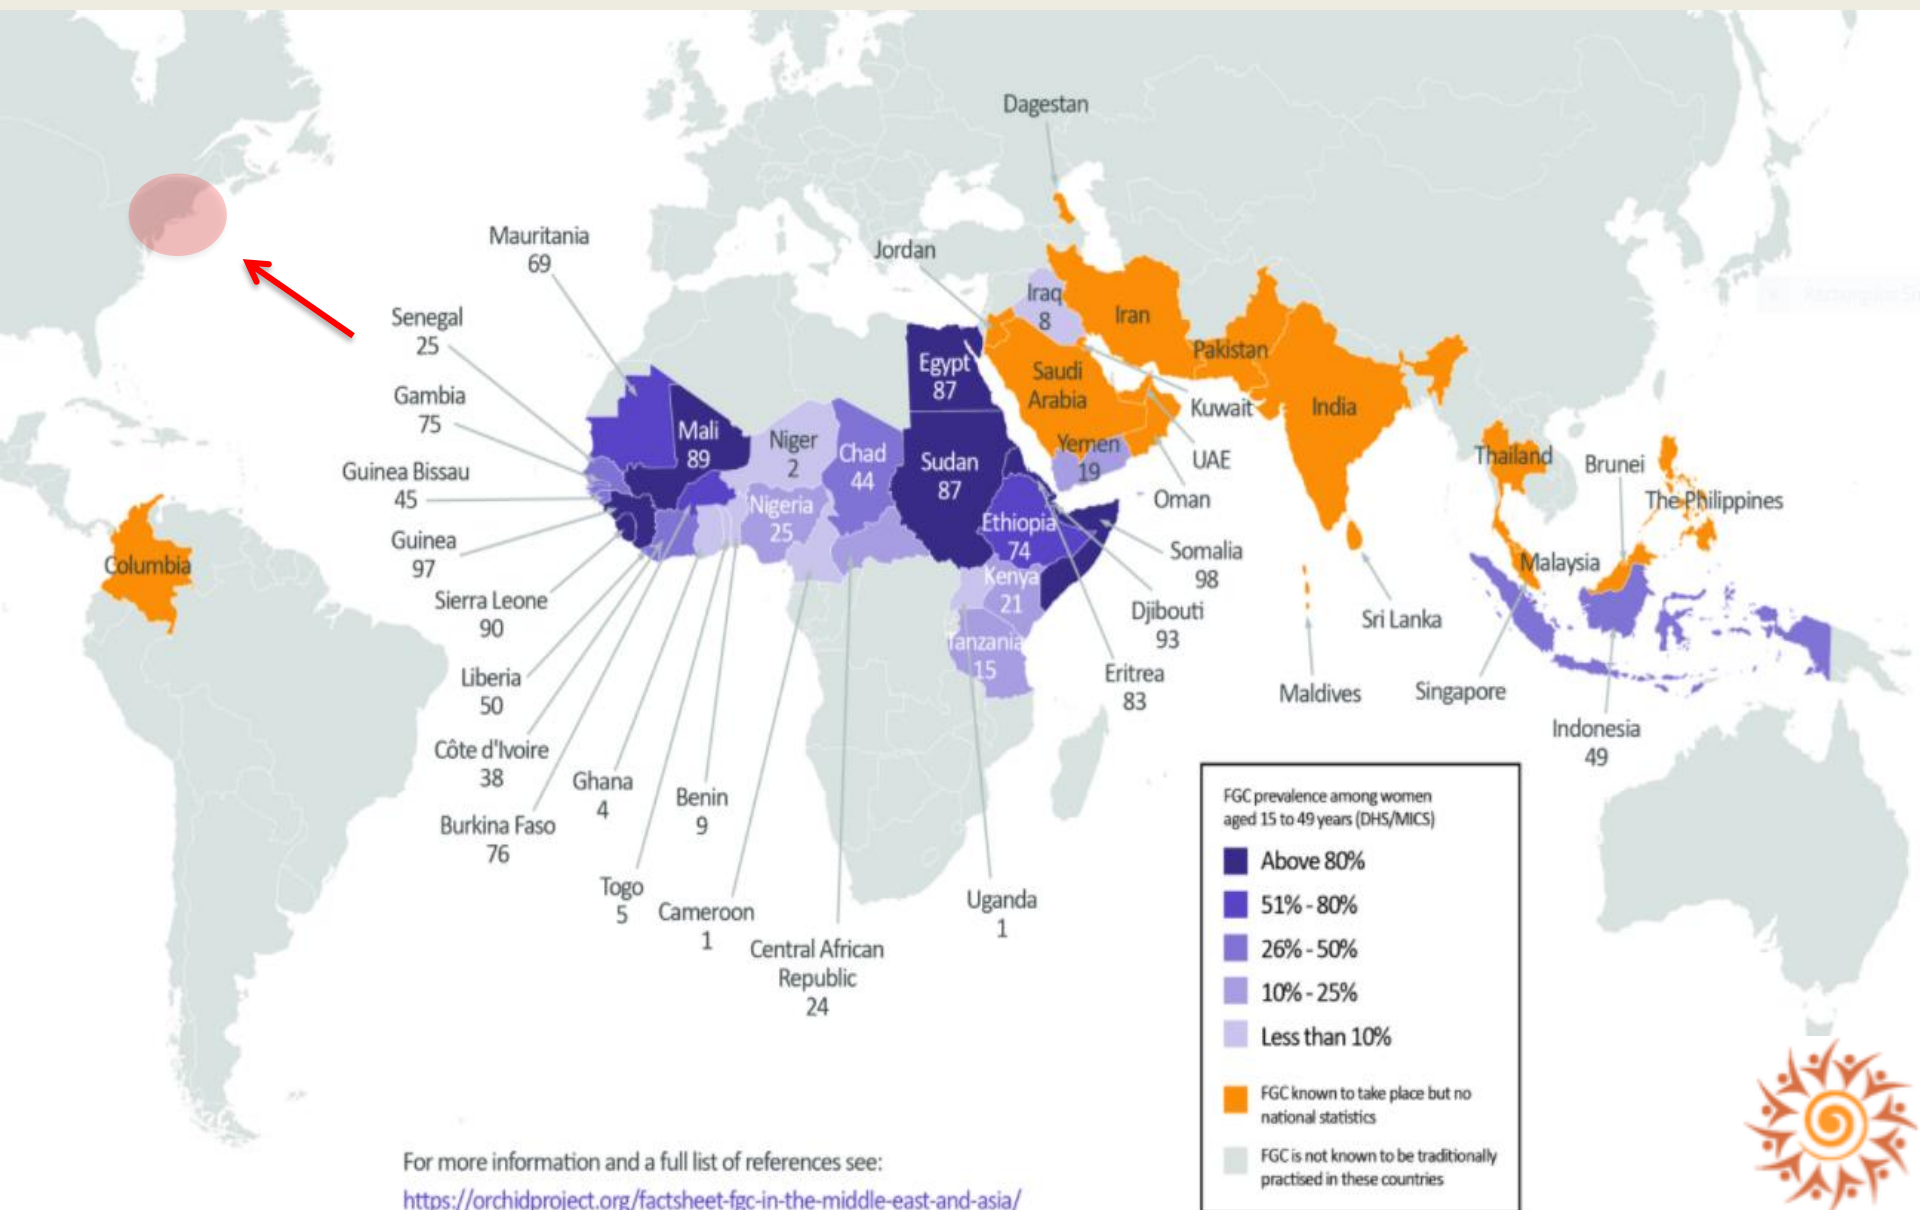 Dagestan
Mauritania
69
Jordan
Senegal
25
Iraq
8
Iran
Pakistan
Egypt
87
Saudi
Arabia
Gambia
75
Kuwait
India
Mali
89
Niger
2
Chad
44
Sudan
87
Yemen
19
UAE
Thailand
Brunei
Guinea Bissau
45
Nigeria
25
Oman
The Philippines
Ethiopia
74
Guinea
97
Somalia
98
Columbia
Malaysia
Kenya
21
Sierra Leone
90
Djibouti
93
Sri Lanka
Tanzania
15
Liberia
50
Eritrea
83
Maldives
Singapore
Indonesia
49
Côte d'Ivoire
38
Ghana
4
Benin
9
Burkina Faso
76
Togo
5
Cameroon
1
Uganda
1
Central African
Republic
24
FGC prevalence among women
aged 15 to 49 years (DHS/MICS)
Above 80%
51% - 80%
26% - 50%
10% - 25%
Less than 10%
FGC known to take place but no
national statistics
FGC is not known to be traditionally
practised in these countries
For more information and a full list of references see:
https://orchidproject.org/factsheet-fgc-in-the-middle-east-and-asia/